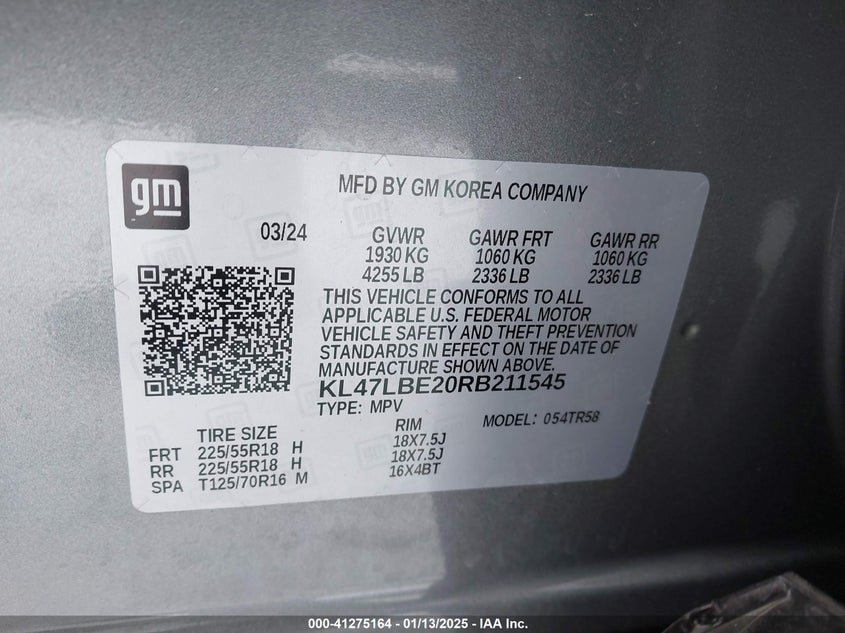 gm
MFD BY GM KOREA COMPANY
03/24
GVWR GAWR FRT GAWR RR
1930 KG 1060 KG 1060 KG
4255 LB 2336 LB 2336 LB
THIS VEHICLE CONFORMS TO ALL
APPLICABLE U.S. FEDERAL MOTOR
VEHICLE SAFETY AND THEFT PREVENTION
STANDARDS IN EFFECT ON THE DATE OF
MANUFACTURE SHOWN ABOVE.
KL47LBE20RB211545
TYPE: MPV MODEL: 054TR58
TIRE SIZE RIM
FRT 225/55R18 H 18X7.5J
RR 225/55R18 H 18X7.5J
SPA T125/70R16 M 16X4BT
000-41275164 - 01/13/2025 - IAA Inc.